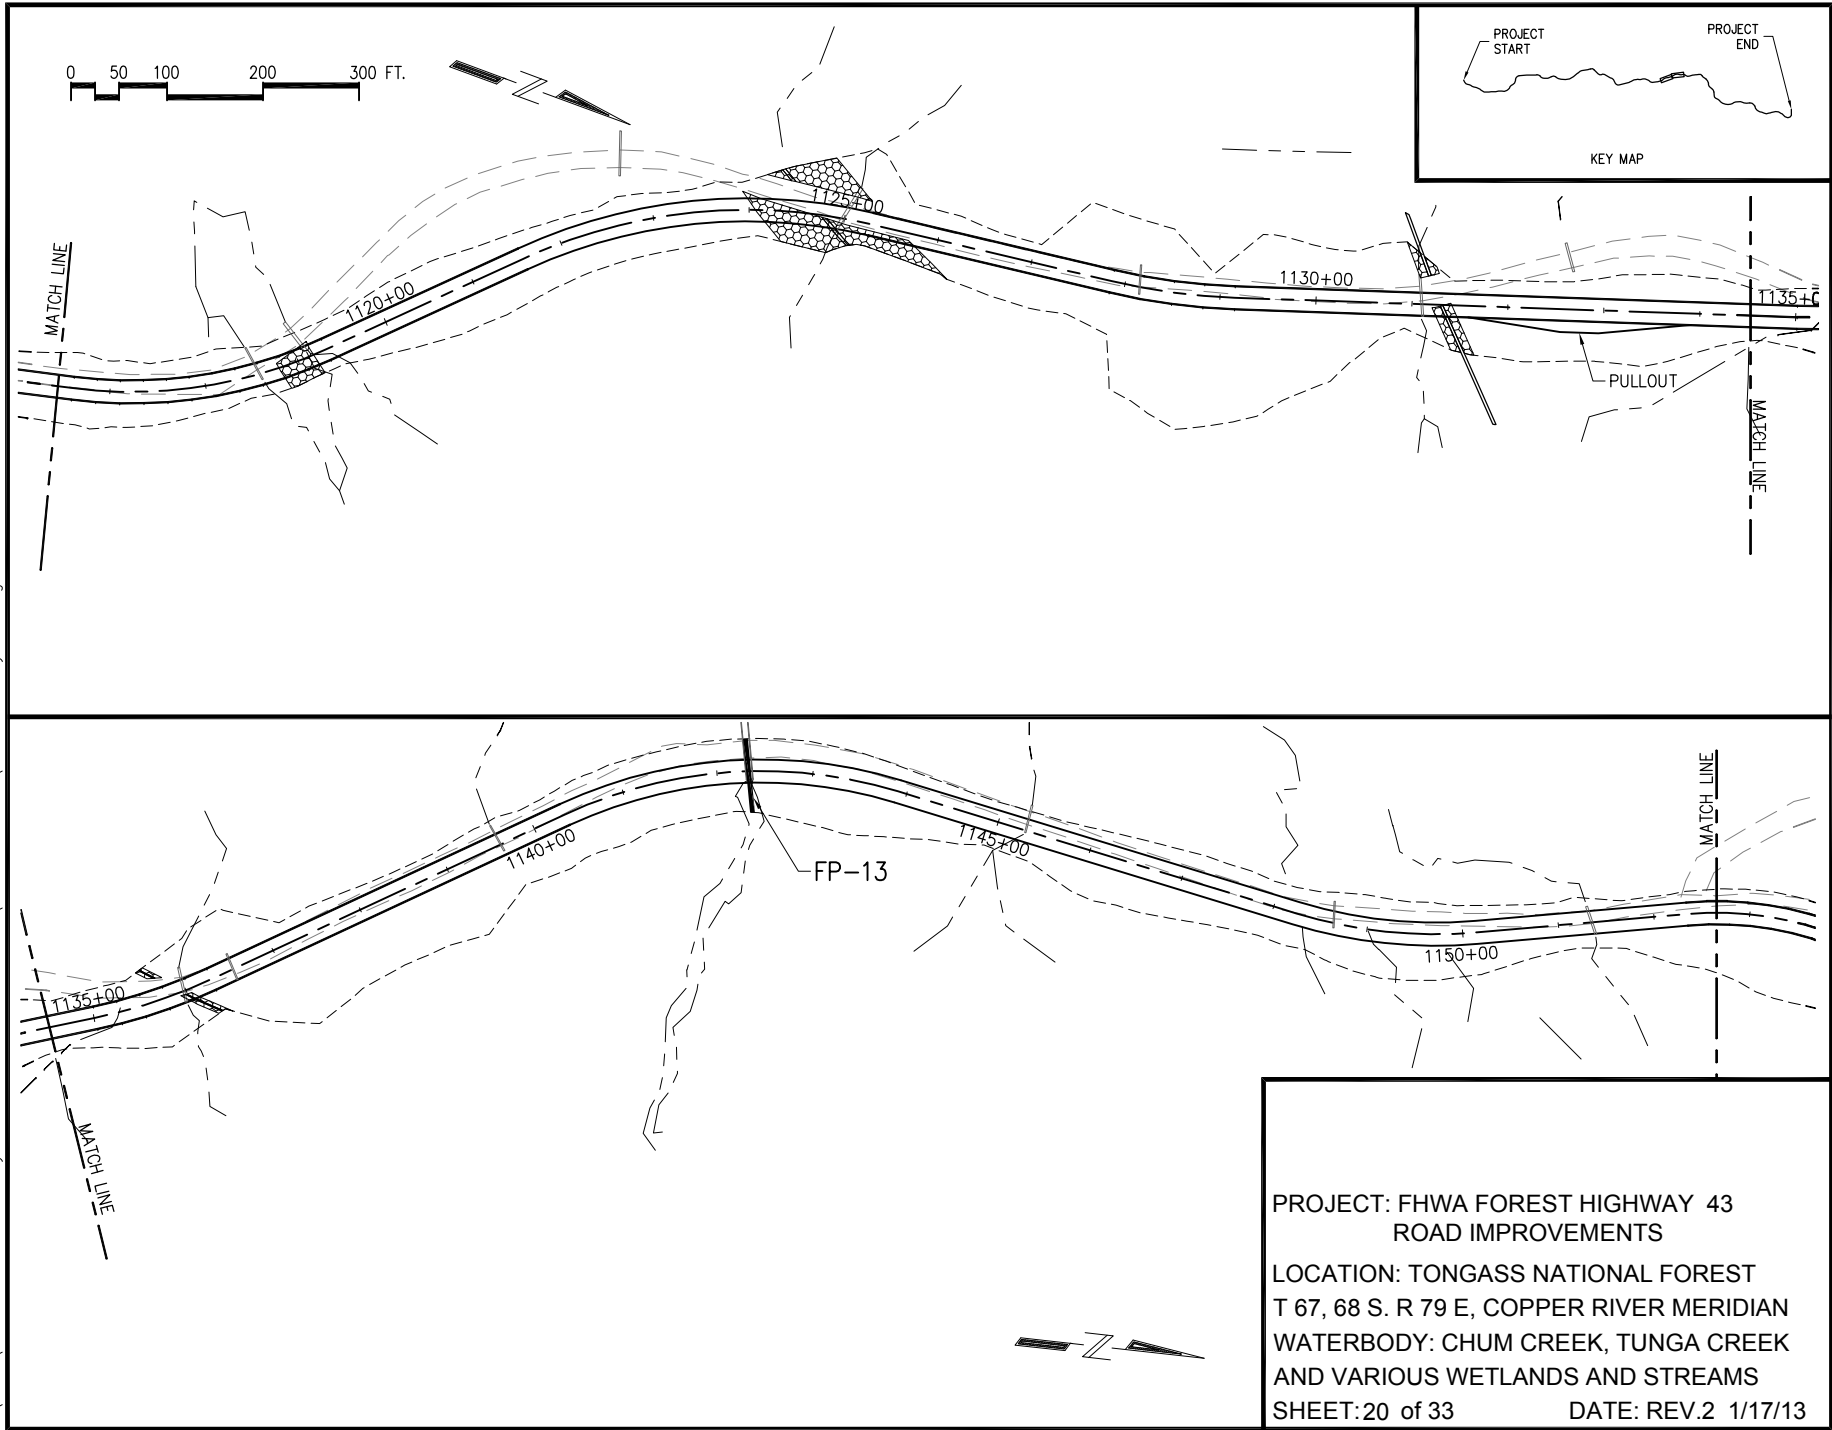 0 50 100 200 300 FT.
N
PROJECT
START
PROJECT
END
KEY MAP
MATCH LINE
1120+00
1125+00
1130+00
1135+0
PULLOUT
MATCH LINE
MATCH LINE
1135+00
1140+00
FP-13
1145+00
1150+00
MATCH LINE
N
PROJECT: FHWA FOREST HIGHWAY 43
ROAD IMPROVEMENTS
LOCATION: TONGASS NATIONAL FOREST
T 67, 68 S. R 79 E, COPPER RIVER MERIDIAN
WATERBODY: CHUM CREEK, TUNGA CREEK
AND VARIOUS WETLANDS AND STREAMS
SHEET: 20 of 33 DATE: REV.2 1/17/13